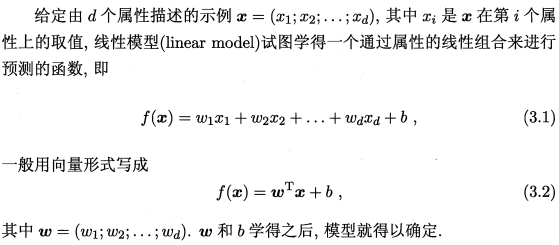 给定由 d 个属性描述的示例 x = (x₁; x₂; . . . ; x_d), 其中 x_i 是 x 在第 i 个属
性上的取值, 线性模型(linear model)试图学得一个通过属性的线性组合来进行
预测的函数, 即
f(x) = w₁x₁ + w₂x₂ + . . . + w_dx_d + b , (3.1)
一般用向量形式写成
f(x) = wᵀx + b , (3.2)
其中 w = (w₁; w₂; . . . ; w_d). w 和 b 学得之后, 模型就得以确定.